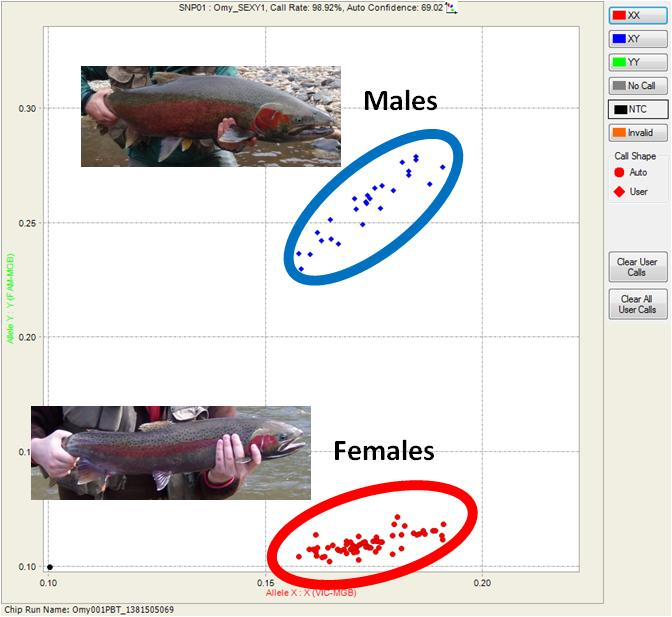 SNP01 : Omy_SEXY1, Call Rate: 98.92%, Auto Confidence: 69.02
XX
XY
YY
No Call
NTC
Invalid
Call Shape
Auto
User
Clear User
Calls
Clear All
User Calls
Males
Females
0.30
0.25
0.20
0.1
0.10
Allele Y : Y (FAM-MGB)
0.10
0.15
0.20
Allele X : X (VIC-MGB)
Chip Run Name: Omy001PBT_1381505069